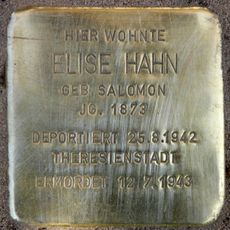 HIER WOHNTE
ELISE HAHN
GEB. SALOMON
JG. 1873
DEPORTIERT 25.8.1942
THERESIENSTADT
ERMORDET 12.7.1943